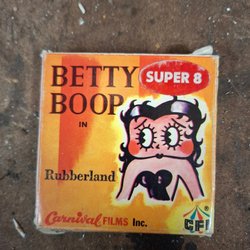 BETTY
SUPER 8
BOOP
IN
Rubberland
Carnival FILMS Inc.
CFI
®